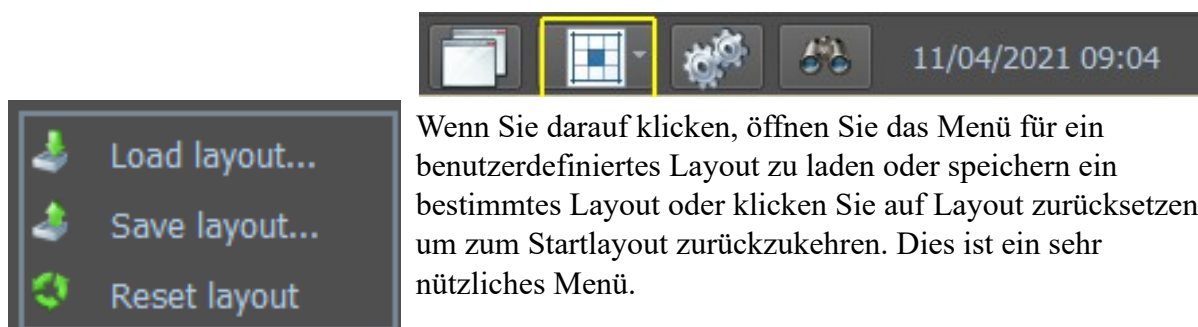 11/04/2021 09:04
Load layout...
Save layout...
Reset layout
Wenn Sie darauf klicken, öffnen Sie das Menü für ein
benutzerdefiniertes Layout zu laden oder speichern ein
bestimmtes Layout oder klicken Sie auf Layout zurücksetzen
um zum Startlayout zurückzukehren. Dies ist ein sehr
nützliches Menü.